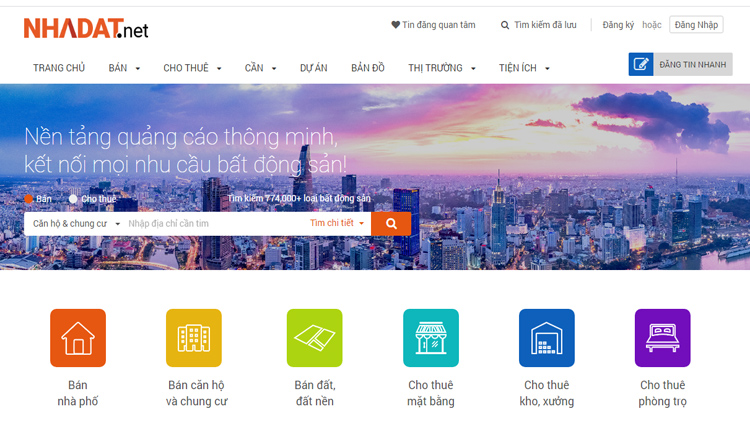 NHADAT.net
Tin đăng quan tâm
Tìm kiếm đã lưu
Đăng ký hoặc Đăng Nhập
TRANG CHỦ BÁN CHO THUÊ CẦN DỰ ÁN BẢN ĐỒ THỊ TRƯỜNG TIỆN ÍCH
ĐĂNG TIN NHANH
Nền tảng quảng cáo thông minh,
kết nối mọi nhu cầu bất động sản!
Bán Cho thuê Tìm kiếm 774,000+ loại bất động sản
Căn hộ & chung cư Nhập địa chỉ cần tìm Tìm chi tiết
Bán
nhà phố
Bán căn hộ
và chung cư
Bán đất,
đất nền
Cho thuê
mặt bằng
Cho thuê
kho, xưởng
Cho thuê
phòng trọ